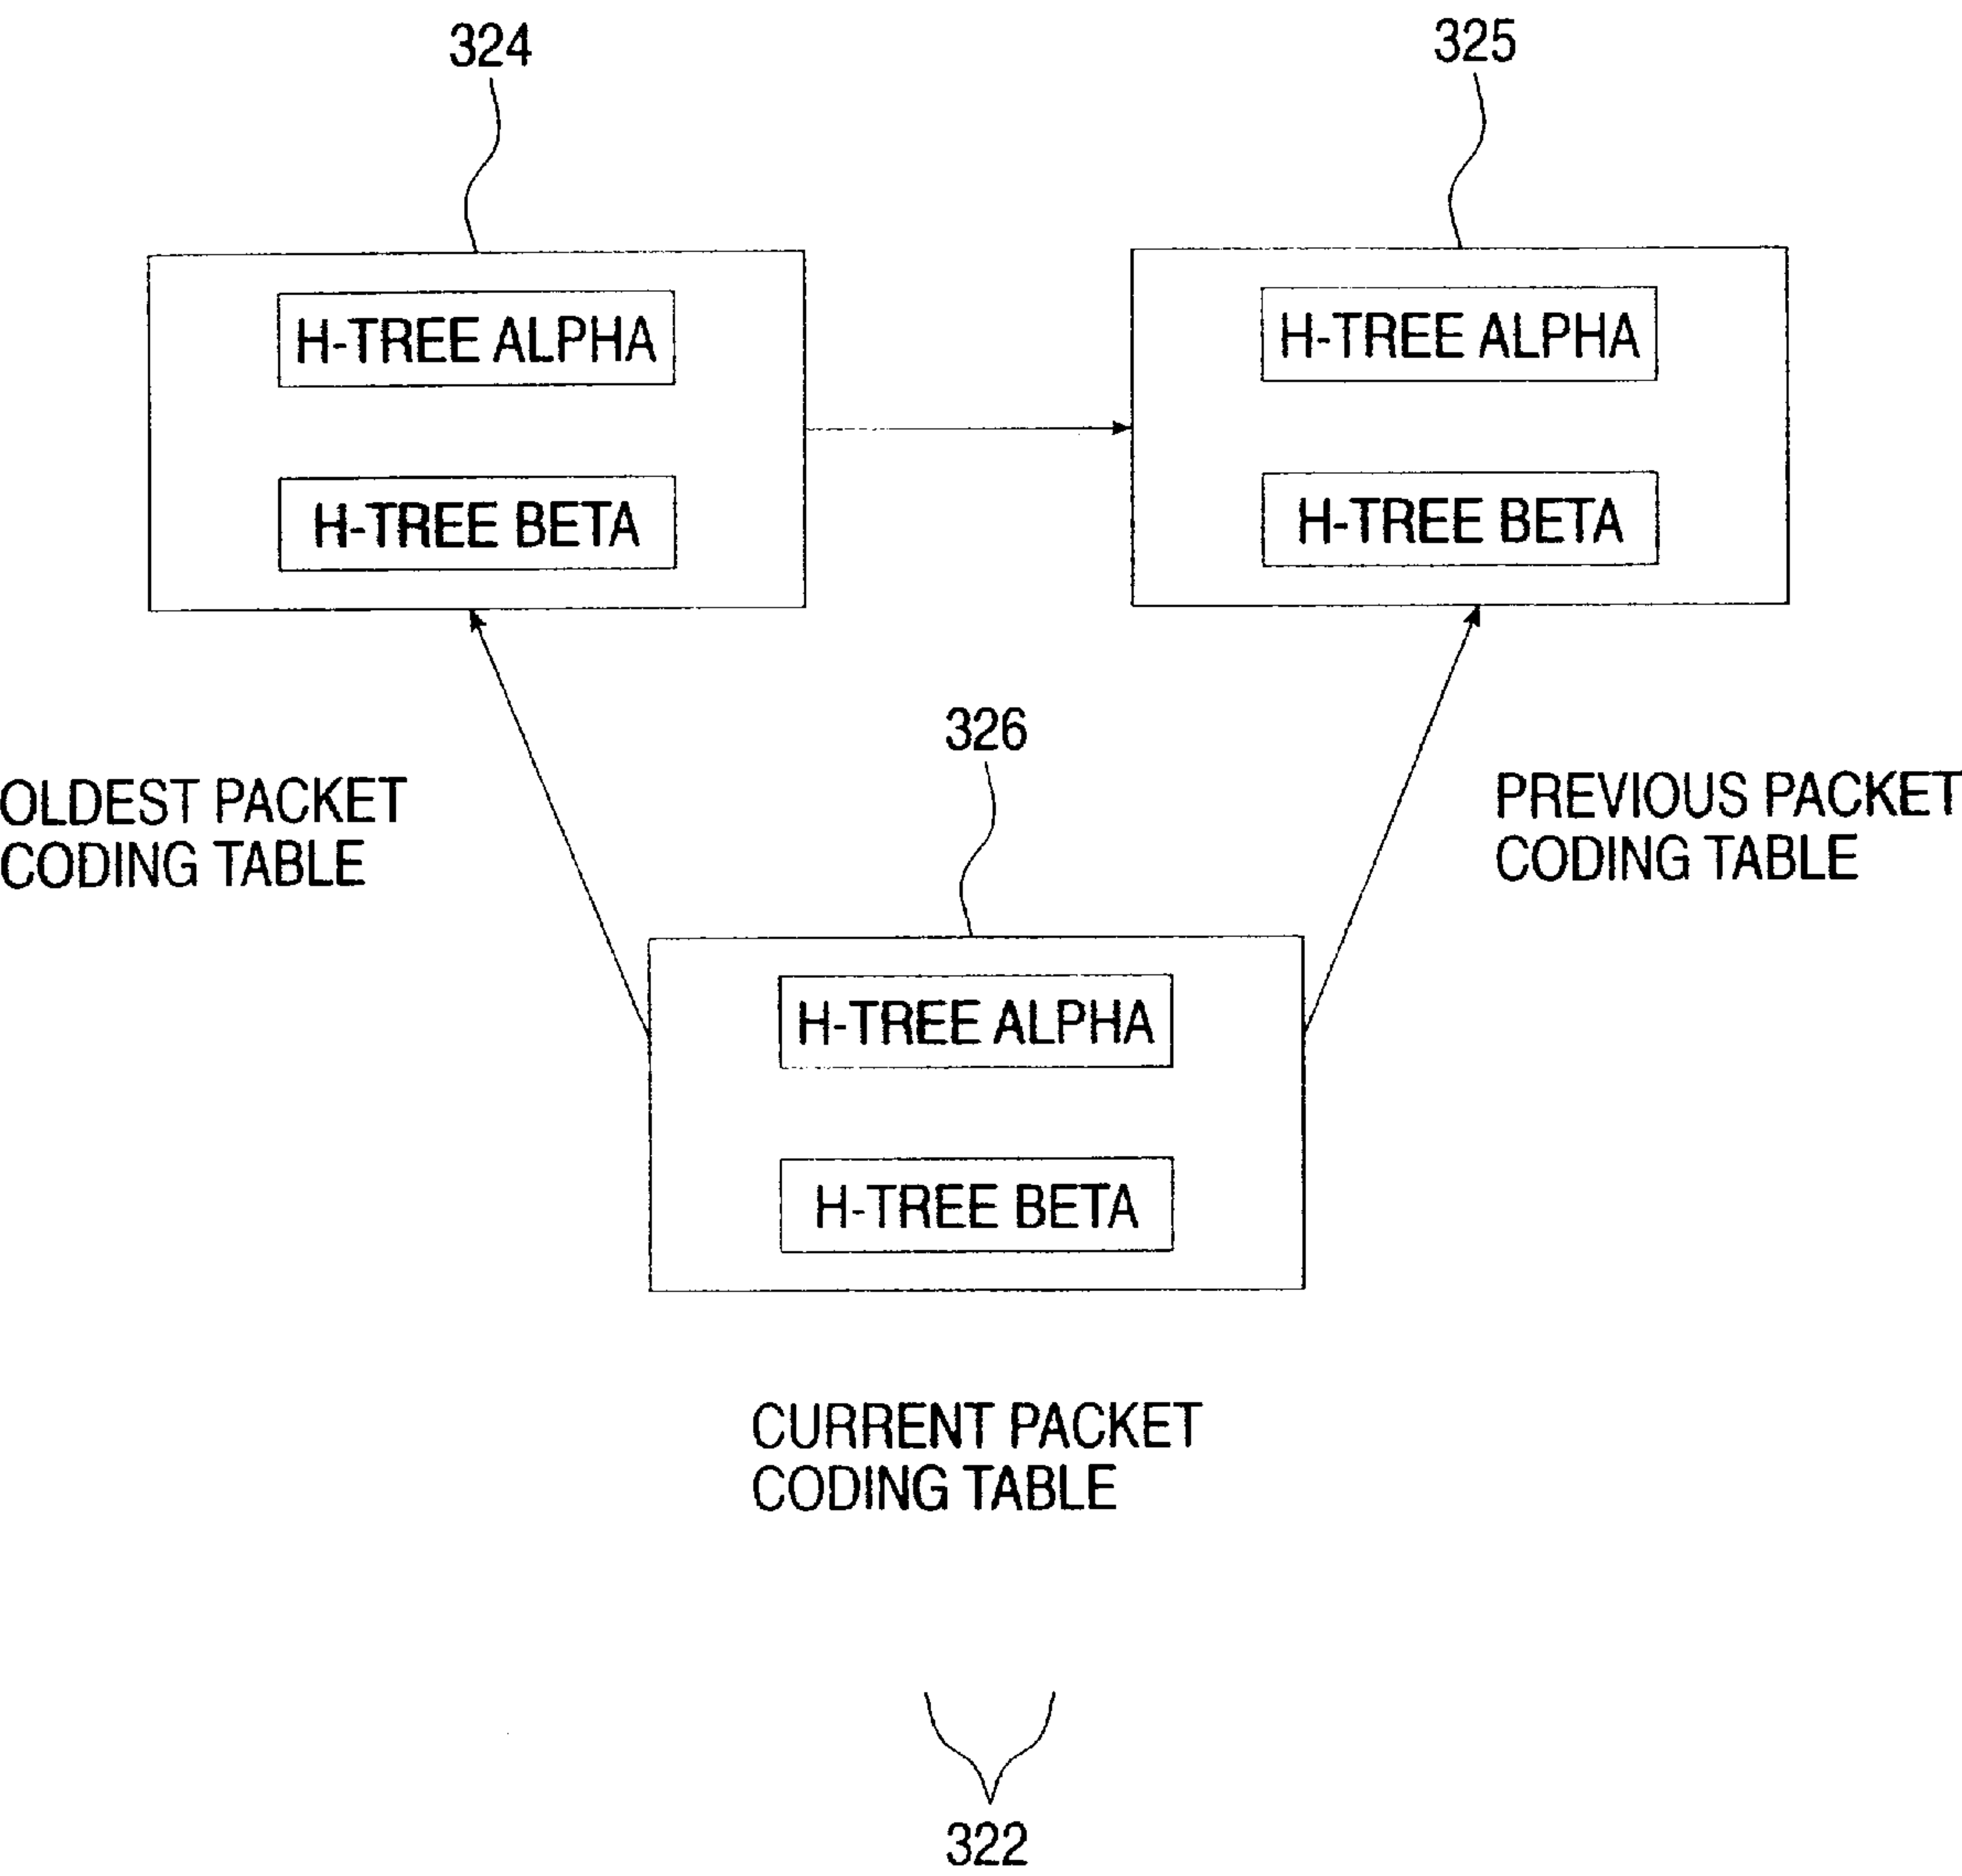 324
325
H-TREE ALPHA
H-TREE BETA
H-TREE ALPHA
H-TREE BETA
OLDEST PACKET
CODING TABLE
326
PREVIOUS PACKET
CODING TABLE
H-TREE ALPHA
H-TREE BETA
CURRENT PACKET
CODING TABLE
322